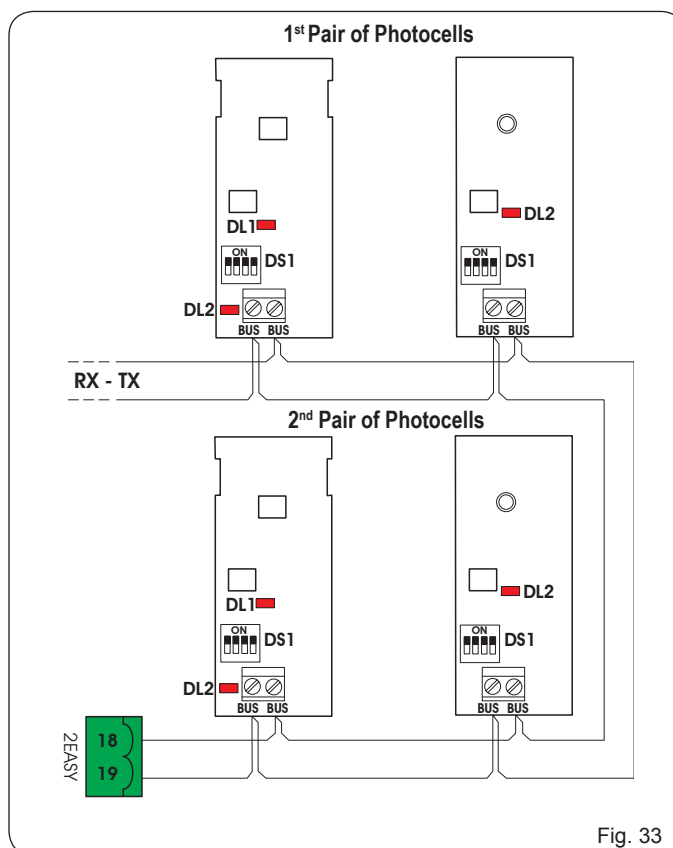 1st Pair of Photocells
DL1
DL2
ON
DS1
ON
DS1
DL2
BUS BUS
BUS BUS
RX - TX
2nd Pair of Photocells
DL1
DL2
ON
DS1
ON
DS1
DL2
BUS BUS
BUS BUS
2EASY
18
19
Fig. 33